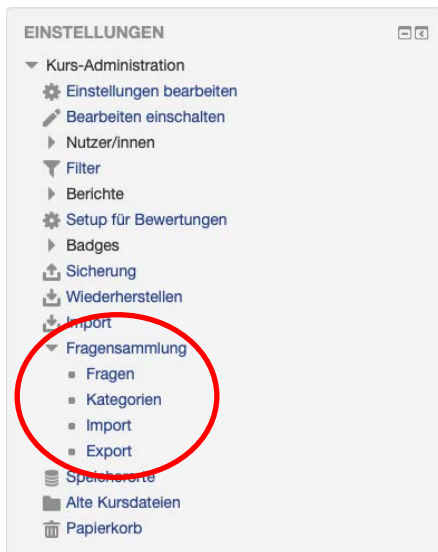 EINSTELLUNGEN
Kurs-Administration
Einstellungen bearbeiten
Bearbeiten einschalten
Nutzer/innen
Filter
Berichte
Setup für Bewertungen
Badges
Sicherung
Wiederherstellen
Import
Fragensammlung
Fragen
Kategorien
Import
Export
Speicherorte
Alte Kursdateien
Papierkorb